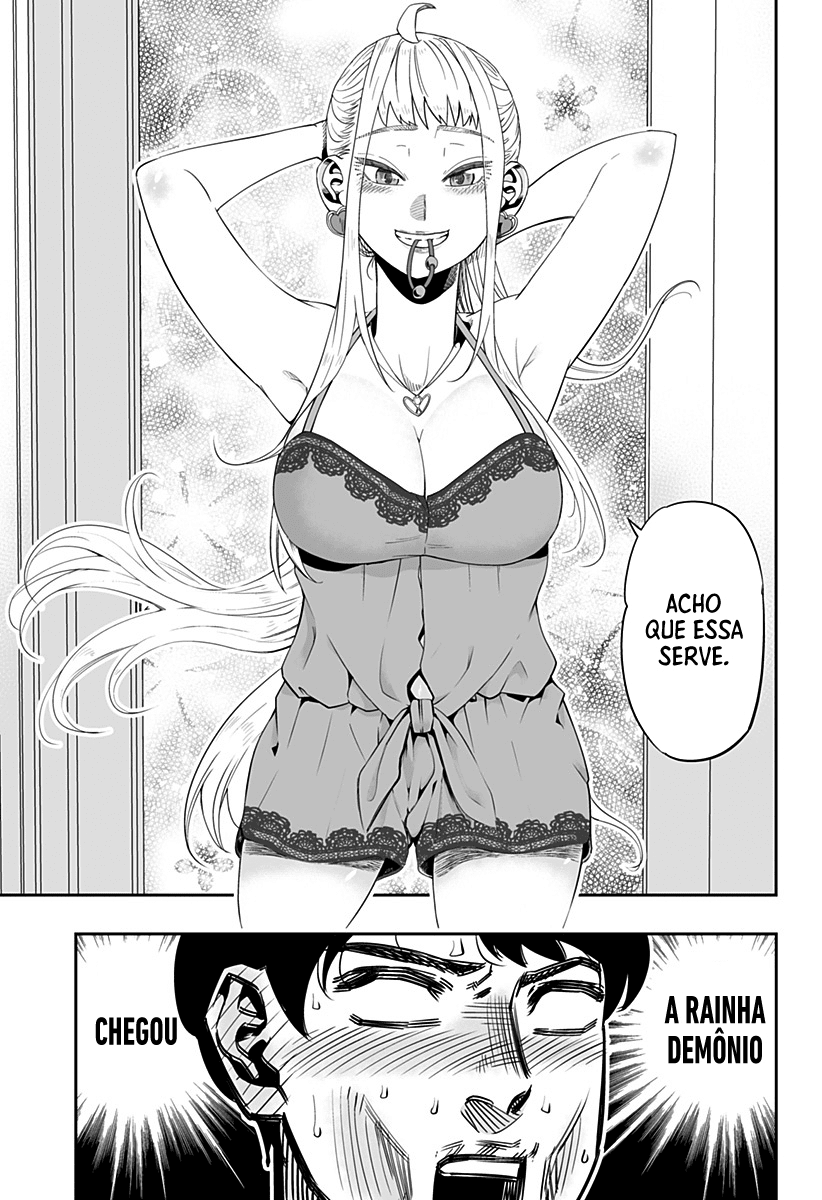 ACHO
QUE ESSA
SERVE.
A RAINHA
DEMÔNIO
CHEGOU